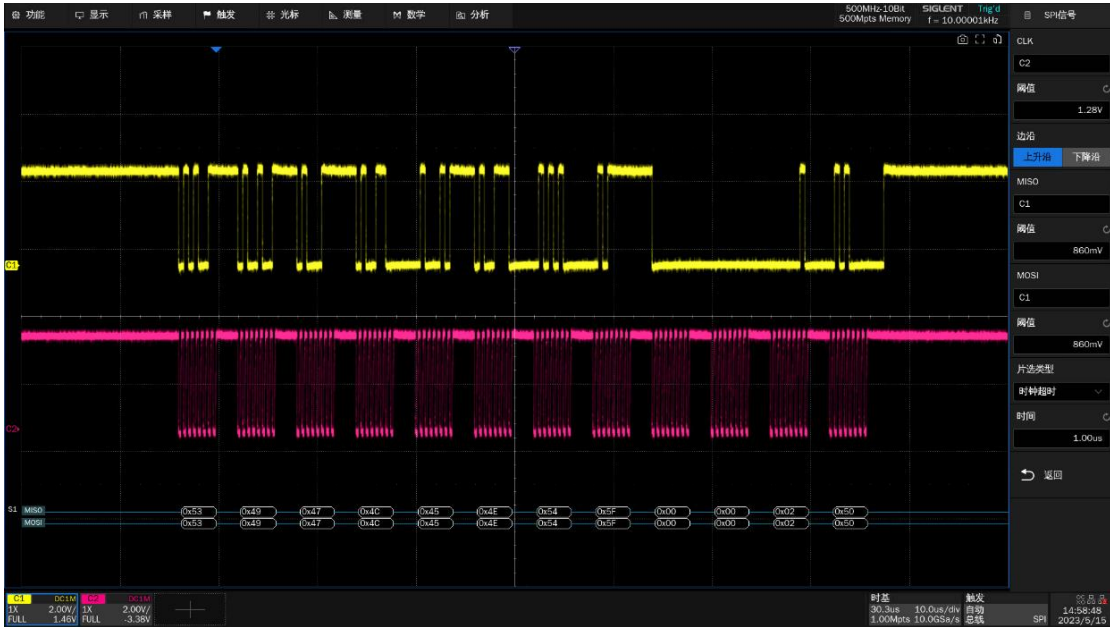 功能 显示 采样 触发 光标 测量 数学 分析
500MHz-10Bit SIGLENT Trig'd
500Mpts Memory f = 10.00001kHz
SPI信号
CLK
C2
阈值
1.28V
边沿
上升沿 下降沿
MISO
C1
阈值
860mV
MOSI
C1
阈值
860mV
片选类型
时钟超时
时间
1.00us
返回
C1
C2
S1 MISO 0x53 0x49 0x47 0x4C 0x45 0x4E 0x54 0x5F 0x00 0x00 0x02 0x50
MOSI 0x53 0x49 0x47 0x4C 0x45 0x4E 0x54 0x5F 0x00 0x00 0x02 0x50
C1 DC1M C2 DC1M
1X 2.00V/ 1X 2.00V/
FULL 1.46V FULL -3.38V
时基 触发
30.3us 10.0us/div 自动
1.00Mpts 10.0GSa/s 总线 SPI
14:58:48
2023/5/15